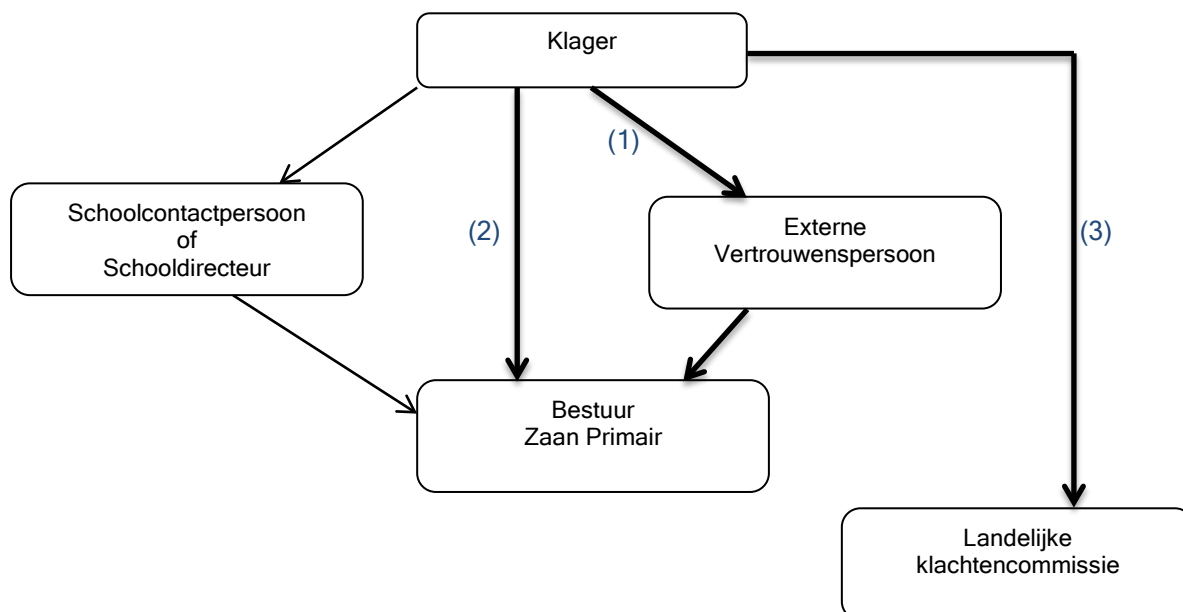 Klager
(1)
Schoolcontactpersoon
of
Schooldirecteur
(2)
Externe
Vertrouwenspersoon
(3)
Bestuur
Zaan Primair
Landelijke
klachtencommissie